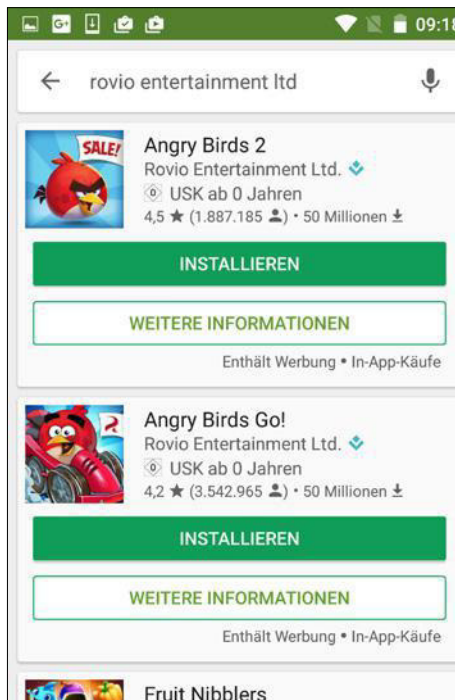 G+
09:18
rovio entertainment ltd
SALE!
Angry Birds 2
Rovio Entertainment Ltd.
0 USK ab 0 Jahren
4,5 ★ (1.887.185) • 50 Millionen
INSTALLIEREN
WEITERE INFORMATIONEN
Enthält Werbung • In-App-Käufe
Angry Birds Go!
Rovio Entertainment Ltd.
0 USK ab 0 Jahren
4,2 ★ (3.542.965) • 50 Millionen
INSTALLIEREN
WEITERE INFORMATIONEN
Enthält Werbung • In-App-Käufe
Fruit Nibblers